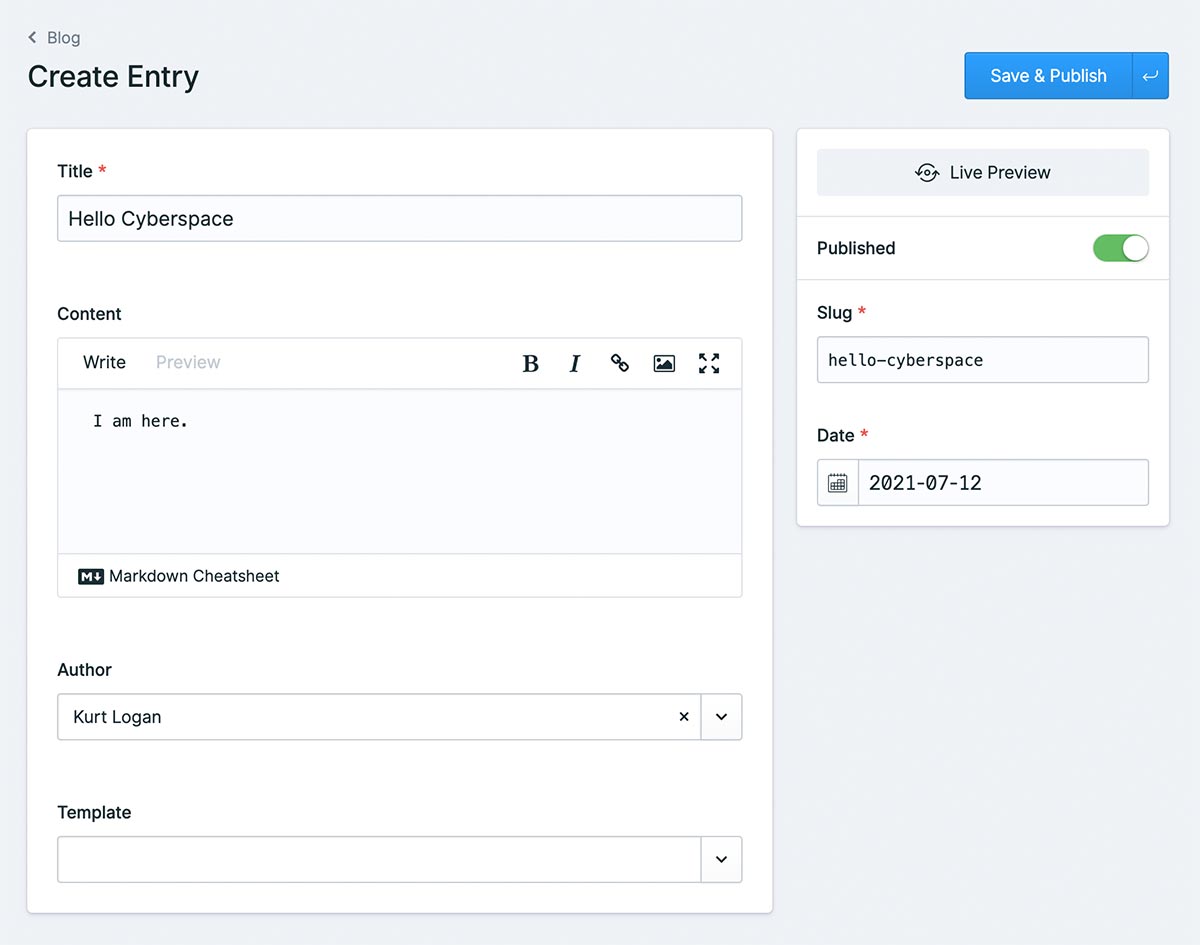 Blog
Create Entry
Save & Publish
Title *
Hello Cyberspace
Content
Write Preview B I
I am here.
M↓ Markdown Cheatsheet
Author
Kurt Logan
Template
Live Preview
Published
Slug *
hello-cyberspace
Date *
2021-07-12